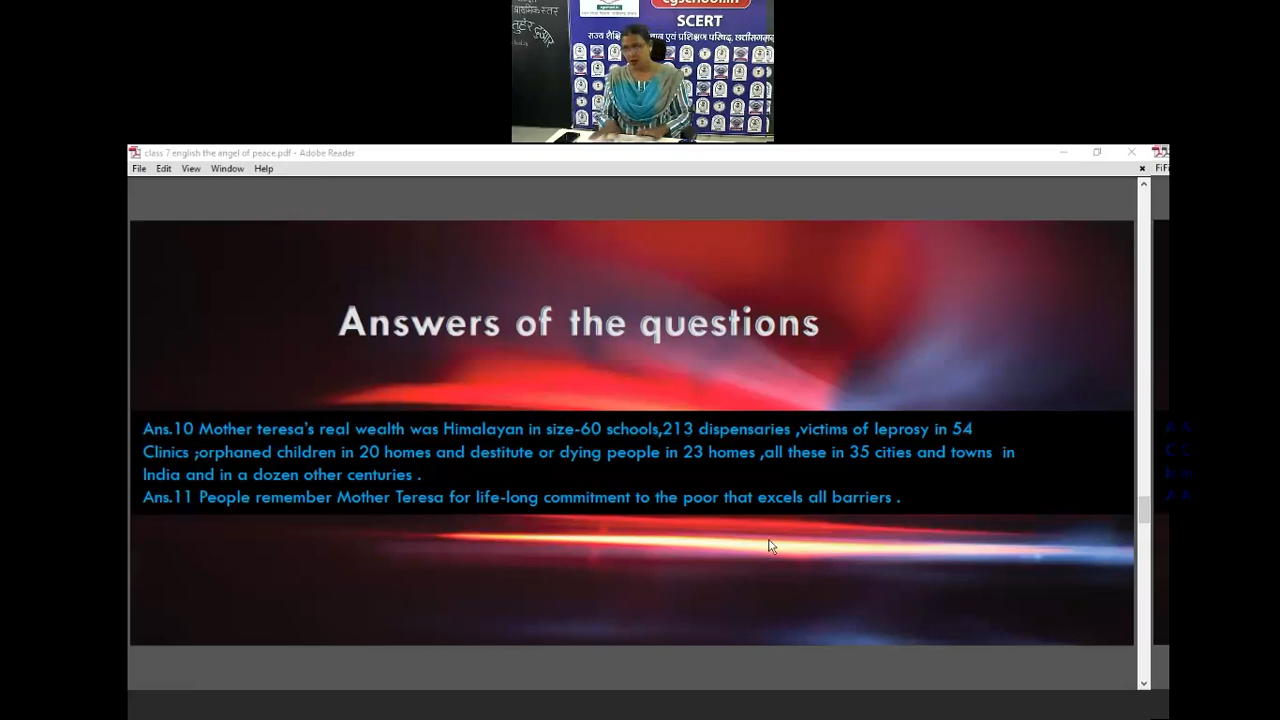 प्राथमिक स्तर
cgschool.in
SCERT
class 7 english the angel of peace.pdf - Adobe Reader
File Edit View Window Help
Answers of the questions
Ans.10 Mother teresa's real wealth was Himalayan in size-60 schools,213 dispensaries ,victims of leprosy in 54
Clinics ;orphaned children in 20 homes and destitute or dying people in 23 homes ,all these in 35 cities and towns in
India and in a dozen other centuries .
Ans.11 People remember Mother Teresa for life-long commitment to the poor that excels all barriers .